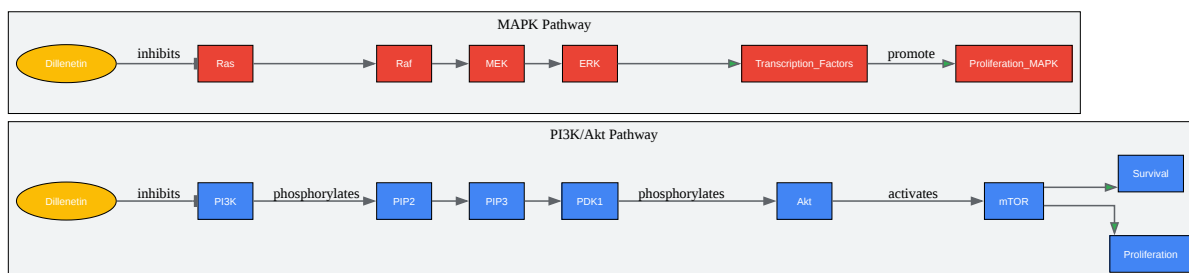 MAPK Pathway
Dillenetin inhibits Ras Raf MEK ERK Transcription_Factors promote Proliferation_MAPK
PI3K/Akt Pathway
Survival
Dillenetin inhibits PI3K phosphorylates PIP2 PIP3 PDK1 phosphorylates Akt activates mTOR
Proliferation